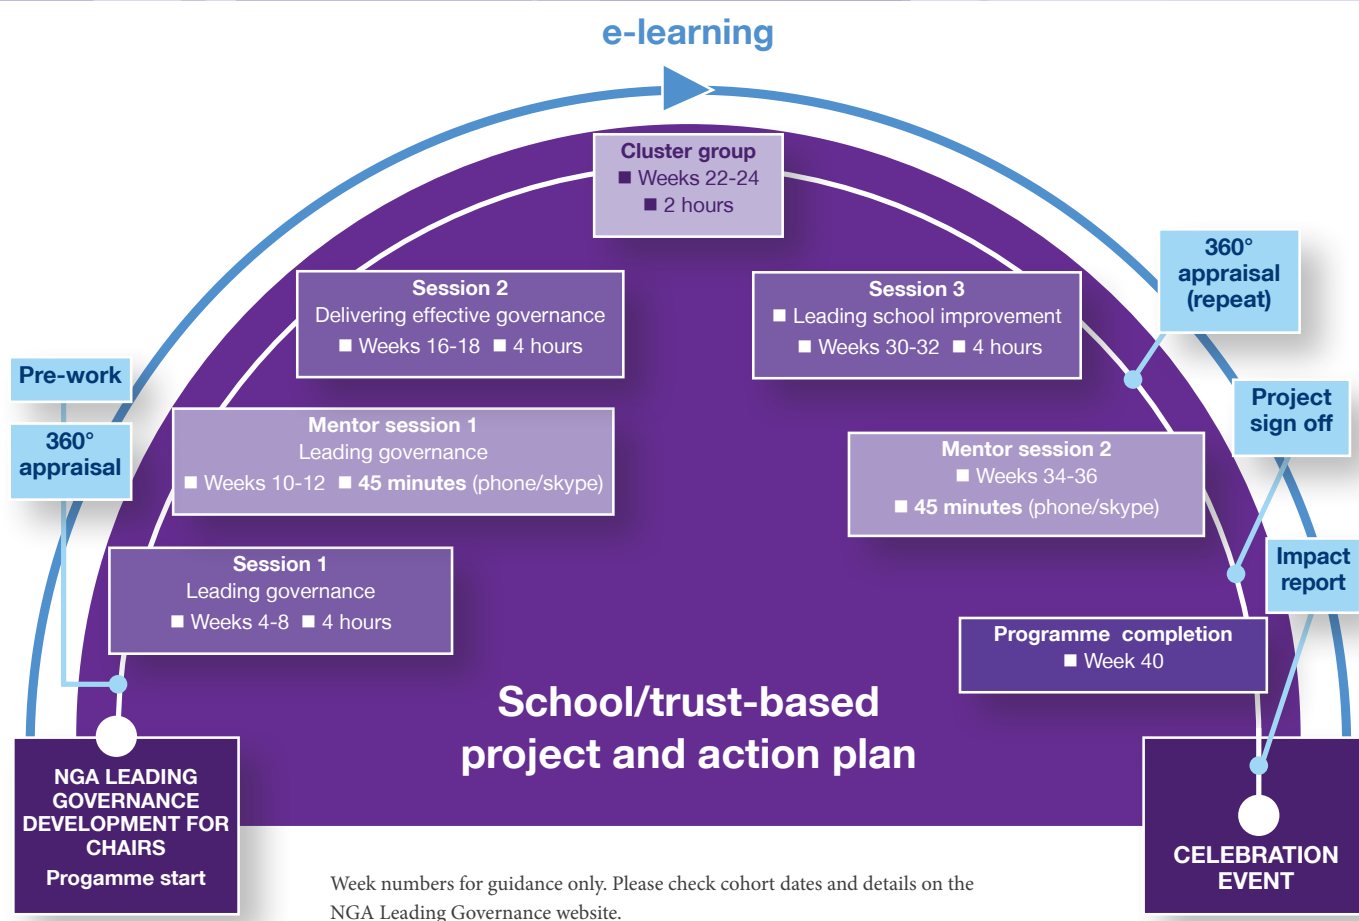 e-learning
Cluster group
■ Weeks 22-24
■ 2 hours
360°
appraisal
(repeat)
Session 2
Delivering effective governance
■ Weeks 16-18 ■ 4 hours
Session 3
■ Leading school improvement
■ Weeks 30-32 ■ 4 hours
Pre-work
360°
appraisal
Project
sign off
Mentor session 1
Leading governance
■ Weeks 10-12 ■ 45 minutes (phone/skype)
Mentor session 2
■ Weeks 34-36
■ 45 minutes (phone/skype)
Session 1
Leading governance
■ Weeks 4-8 ■ 4 hours
Impact
report
Programme completion
■ Week 40
School/trust-based
project and action plan
NGA LEADING
GOVERNANCE
DEVELOPMENT FOR
CHAIRS
Progamme start
CELEBRATION
EVENT
Week numbers for guidance only. Please check cohort dates and details on the
NGA Leading Governance website.